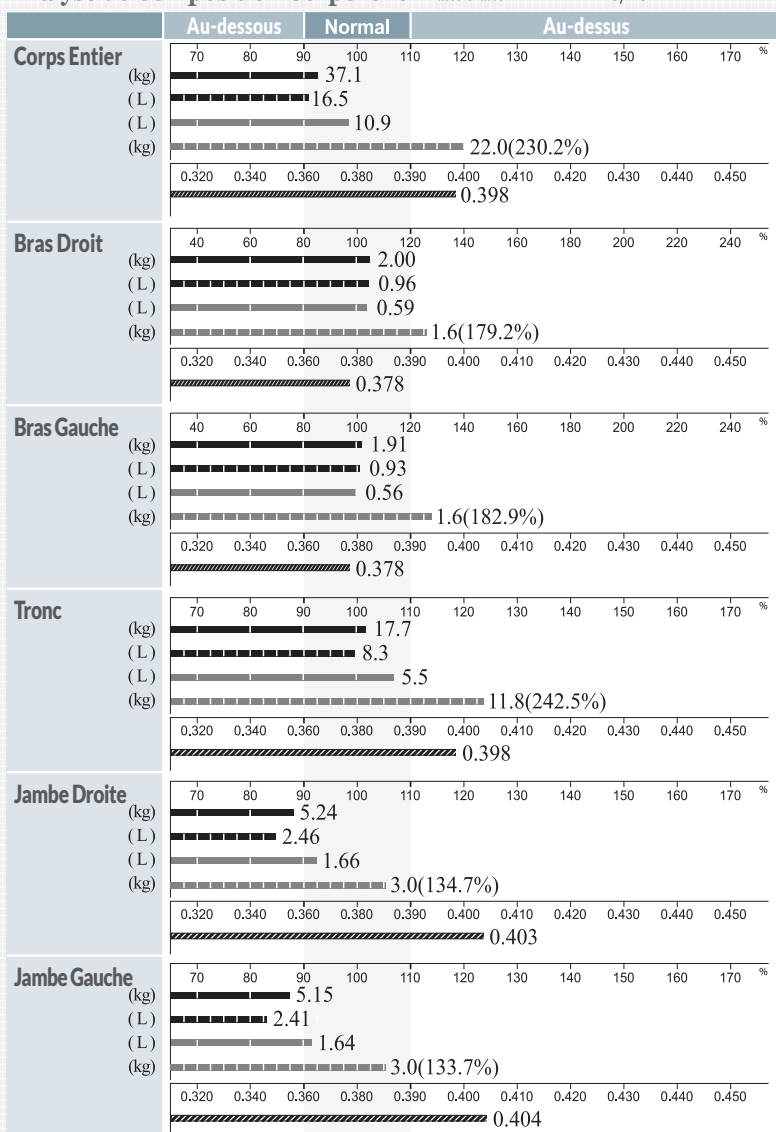 Au-dessous Normal Au-dessus
Corps Entier
70 80 90 100 110 120 130 140 150 160 170 %
(kg) 37.1
(L) 16.5
(L) 10.9
(kg) 22.0(230.2%)
0.320 0.340 0.360 0.380 0.390 0.400 0.410 0.420 0.430 0.440 0.450
0.398
Bras Droit
40 60 80 100 120 140 160 180 200 220 240 %
(kg) 2.00
(L) 0.96
(L) 0.59
(kg) 1.6(179.2%)
0.320 0.340 0.360 0.380 0.390 0.400 0.410 0.420 0.430 0.440 0.450
0.378
Bras Gauche
40 60 80 100 120 140 160 180 200 220 240 %
(kg) 1.91
(L) 0.93
(L) 0.56
(kg) 1.6(182.9%)
0.320 0.340 0.360 0.380 0.390 0.400 0.410 0.420 0.430 0.440 0.450
0.378
Tronc
70 80 90 100 110 120 130 140 150 160 170 %
(kg) 17.7
(L) 8.3
(L) 5.5
(kg) 11.8(242.5%)
0.320 0.340 0.360 0.380 0.390 0.400 0.410 0.420 0.430 0.440 0.450
0.398
Jambe Droite
70 80 90 100 110 120 130 140 150 160 170 %
(kg) 5.24
(L) 2.46
(L) 1.66
(kg) 3.0(134.7%)
0.320 0.340 0.360 0.380 0.390 0.400 0.410 0.420 0.430 0.440 0.450
0.403
Jambe Gauche
70 80 90 100 110 120 130 140 150 160 170 %
(kg) 5.15
(L) 2.41
(L) 1.64
(kg) 3.0(133.7%)
0.320 0.340 0.360 0.380 0.390 0.400 0.410 0.420 0.430 0.440 0.450
0.404